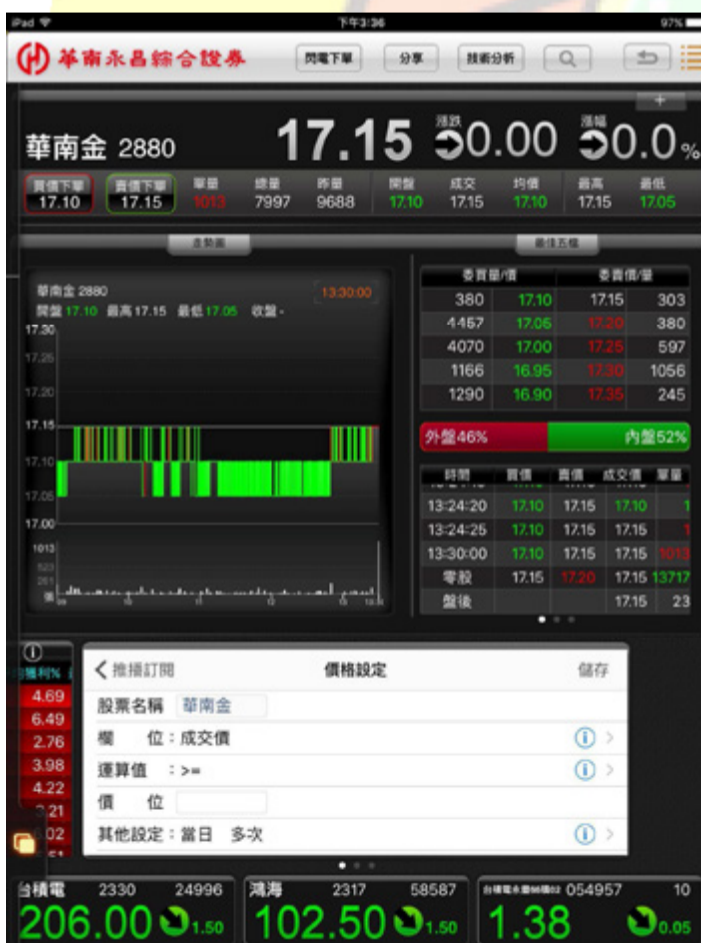 iPad 下午3:36 97%
華南永昌綜合證券 閃電下單 分享 技術分析
華南金 2880 17.15 漲跌 0.00 漲幅 0.0%
買價下單 賣價下單 單量 總量 昨量 開盤 成交 均價 最高 最低
17.10 17.15 1013 7997 9688 17.10 17.15 17.10 17.15 17.05
走勢圖 最佳五檔
華南金 2880 13:30:00
開盤 17.10 最高 17.15 最低 17.05 收盤 -
17.30
17.25
17.20
17.15
17.10
17.05
17.00
1013
523
261
張 09 10 11 12 13
委買量/價 委賣價/量
380 17.10 17.15 303
4457 17.05 17.20 380
4070 17.00 17.25 597
1166 16.95 17.30 1056
1290 16.90 17.35 245
外盤46% 內盤52%
時間 買價 賣價 成交價 單量
13:24:20 17.10 17.15 17.10 1
13:24:25 17.10 17.15 17.15 1
13:30:00 17.10 17.15 17.15 1013
零股 17.15 17.20 17.15 13717
盤後 17.15 23
獲利%
4.69
6.49
2.76
3.98
4.22
推播訂閱 價格設定 儲存
股票名稱 華南金
欄 位:成交價
運算值 :>=
價 位
其他設定:當日 多次
台積電 2330 24996 鴻海 2317 58587 054957 10
206.00 1.50 102.50 1.50 1.38 0.05